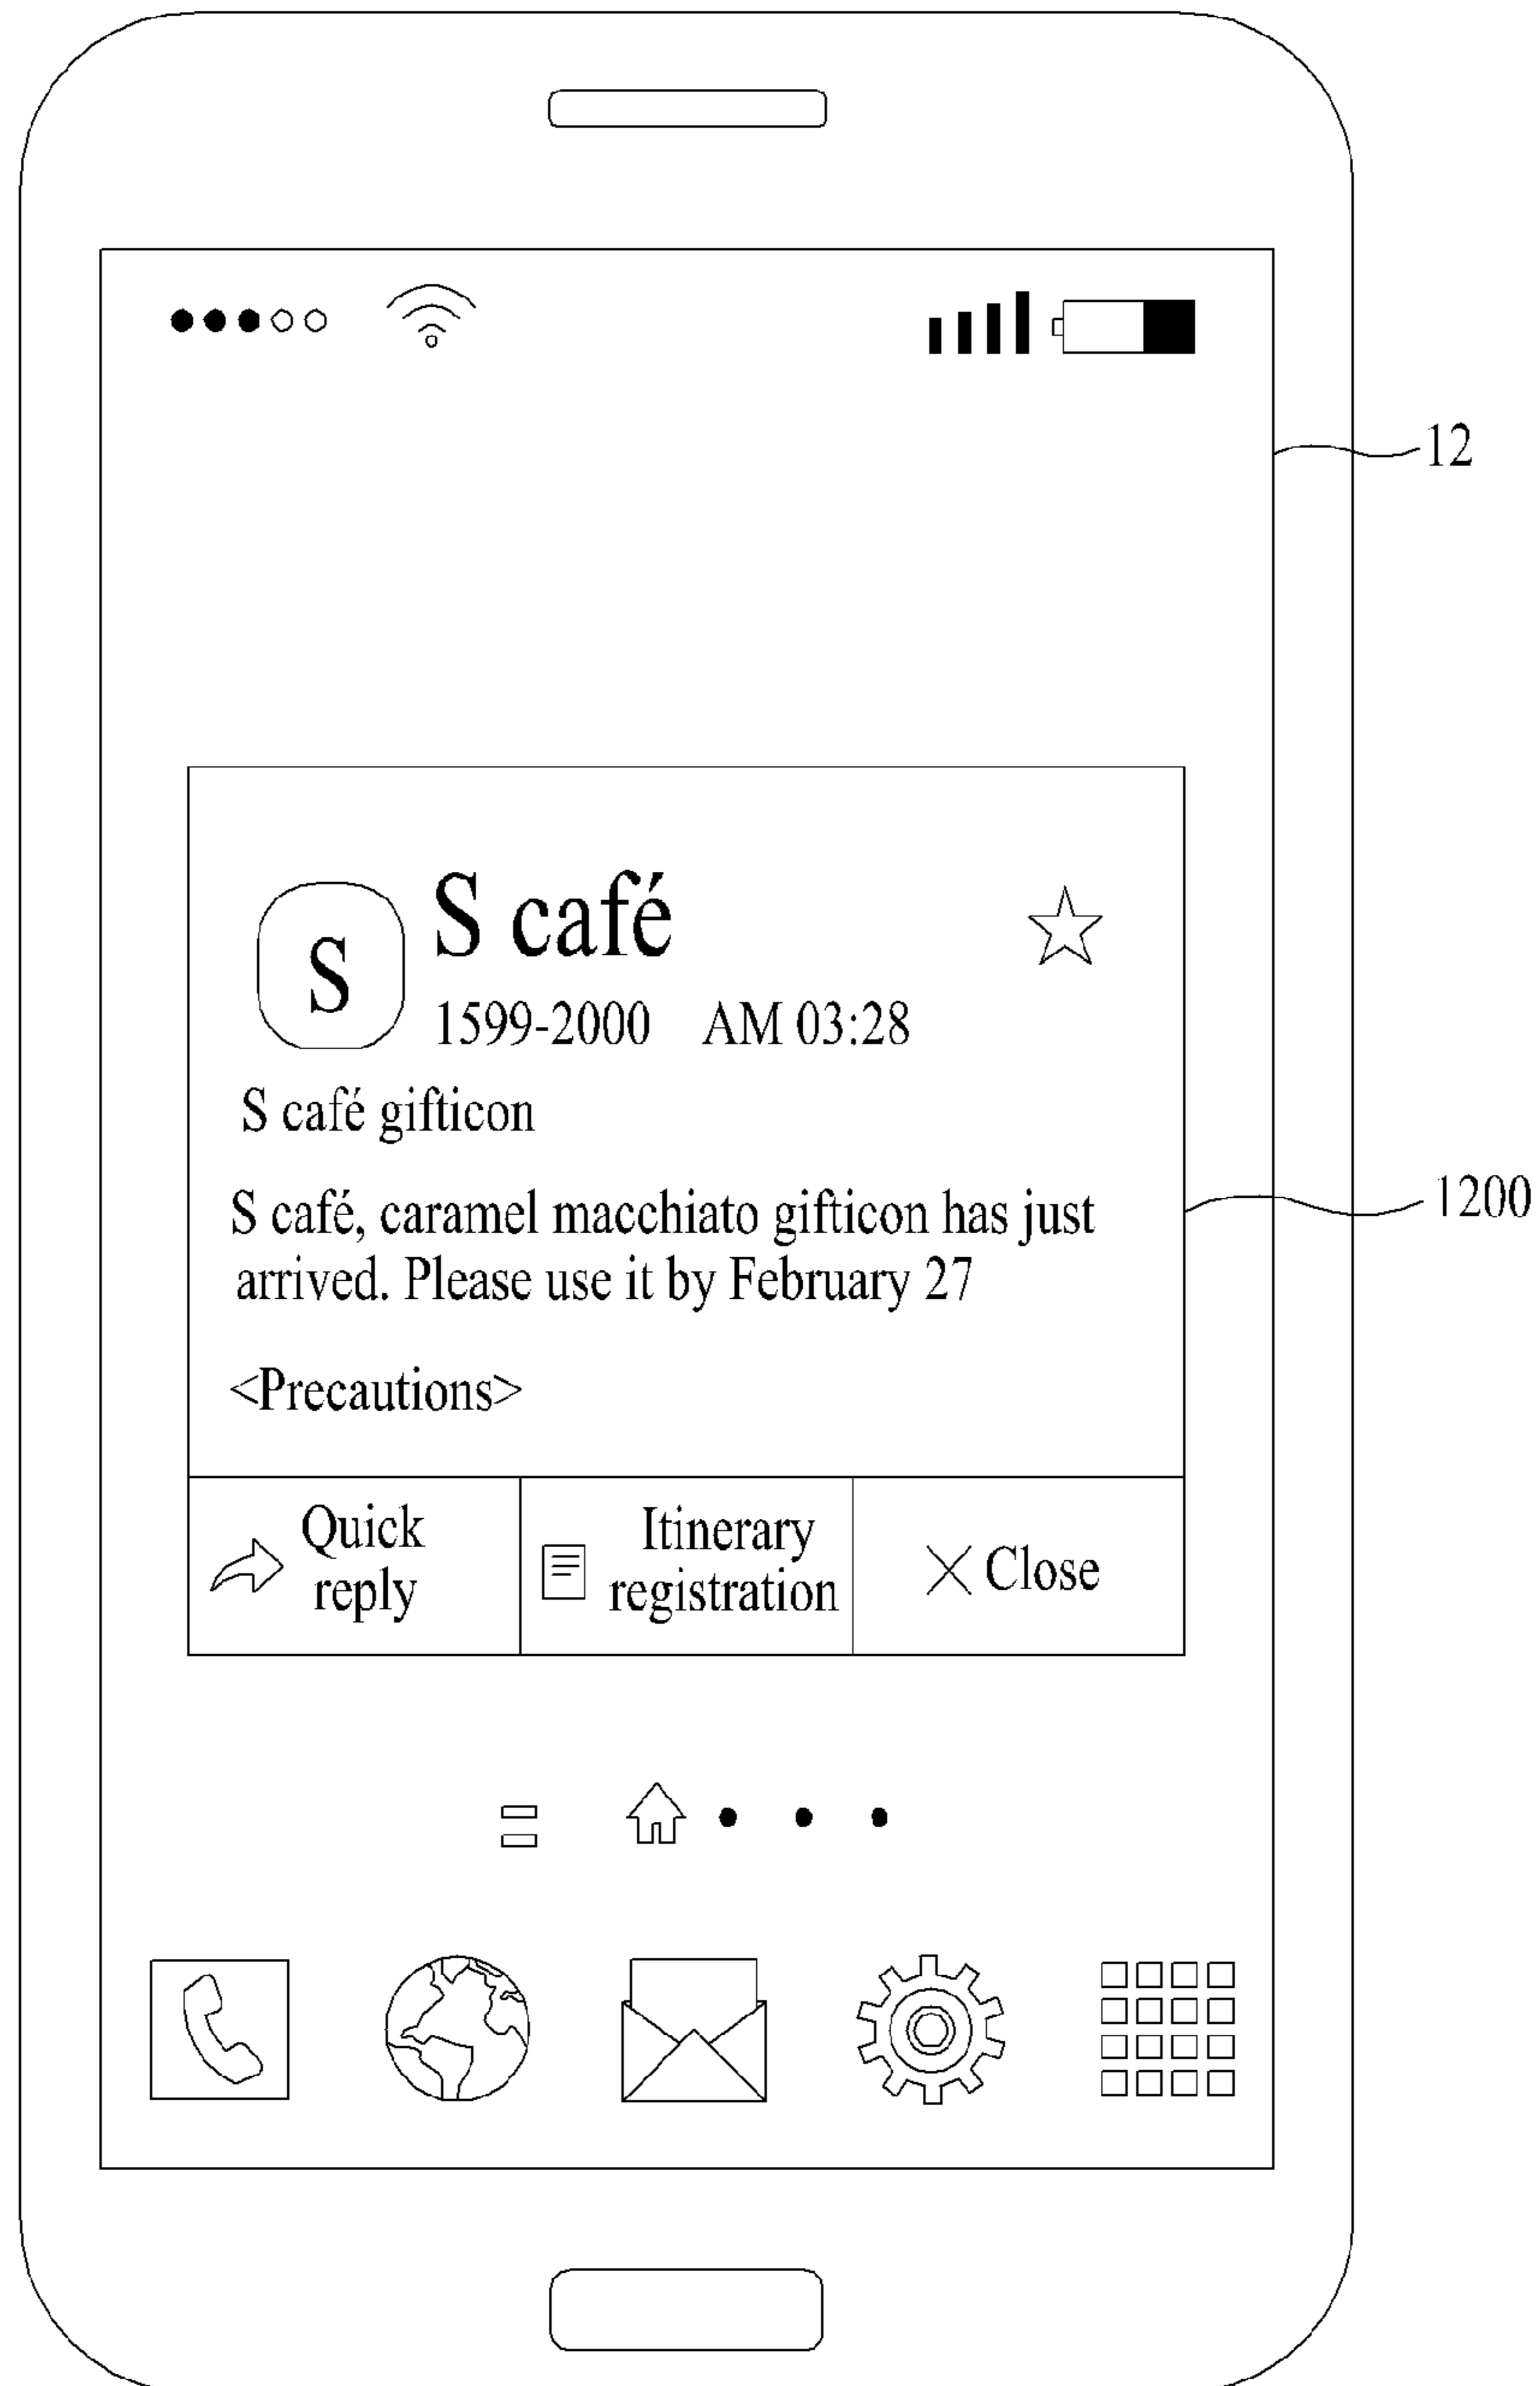 12
S café
S
1599-2000 AM 03:28
S café gifticon
S café, caramel macchiato gifticon has just
arrived. Please use it by February 27
1200
<Precautions>
Quick
reply
Itinerary
registration
Close